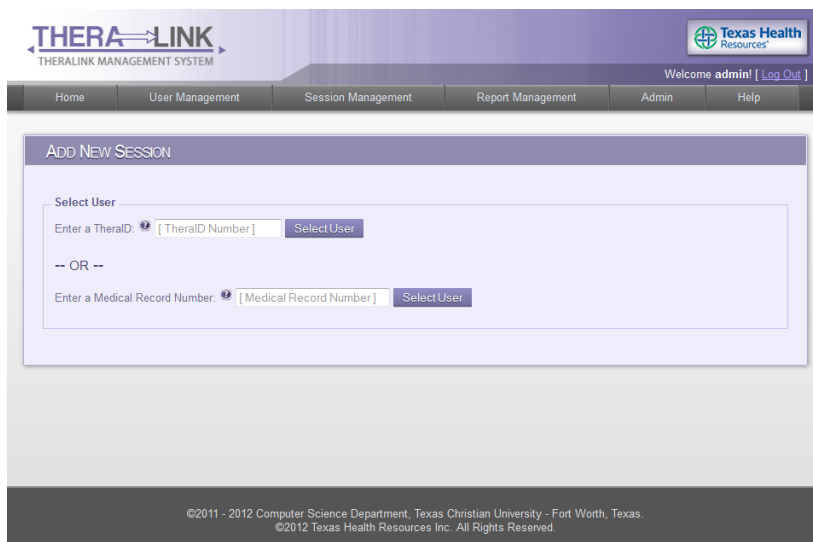 THERA LINK
THERALINK MANAGEMENT SYSTEM
Texas Health
Resources®
Welcome admin! [ Log Out ]
Home User Management Session Management Report Management Admin Help
ADD NEW SESSION
Select User
Enter a TheraID: ? [ TheraID Number ] Select User
-- OR --
Enter a Medical Record Number: ? [ Medical Record Number ] Select User
©2011 - 2012 Computer Science Department, Texas Christian University - Fort Worth, Texas.
©2012 Texas Health Resources Inc. All Rights Reserved.